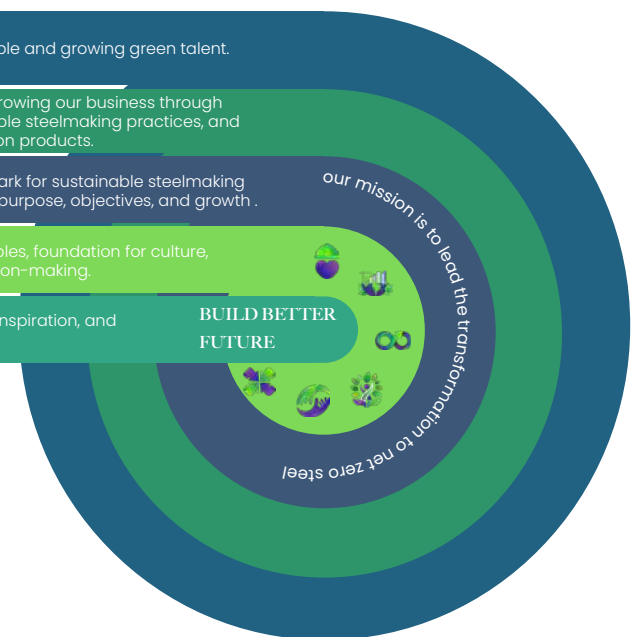 ble and growing green talent.
rowing our business through
ble steelmaking practices, and
on products.
ark for sustainable steelmaking
purpose, objectives, and growth .
ples, foundation for culture,
on-making.
nspiration, and
BUILD BETTER
FUTURE
our mission is to lead the transformation to net zero steel